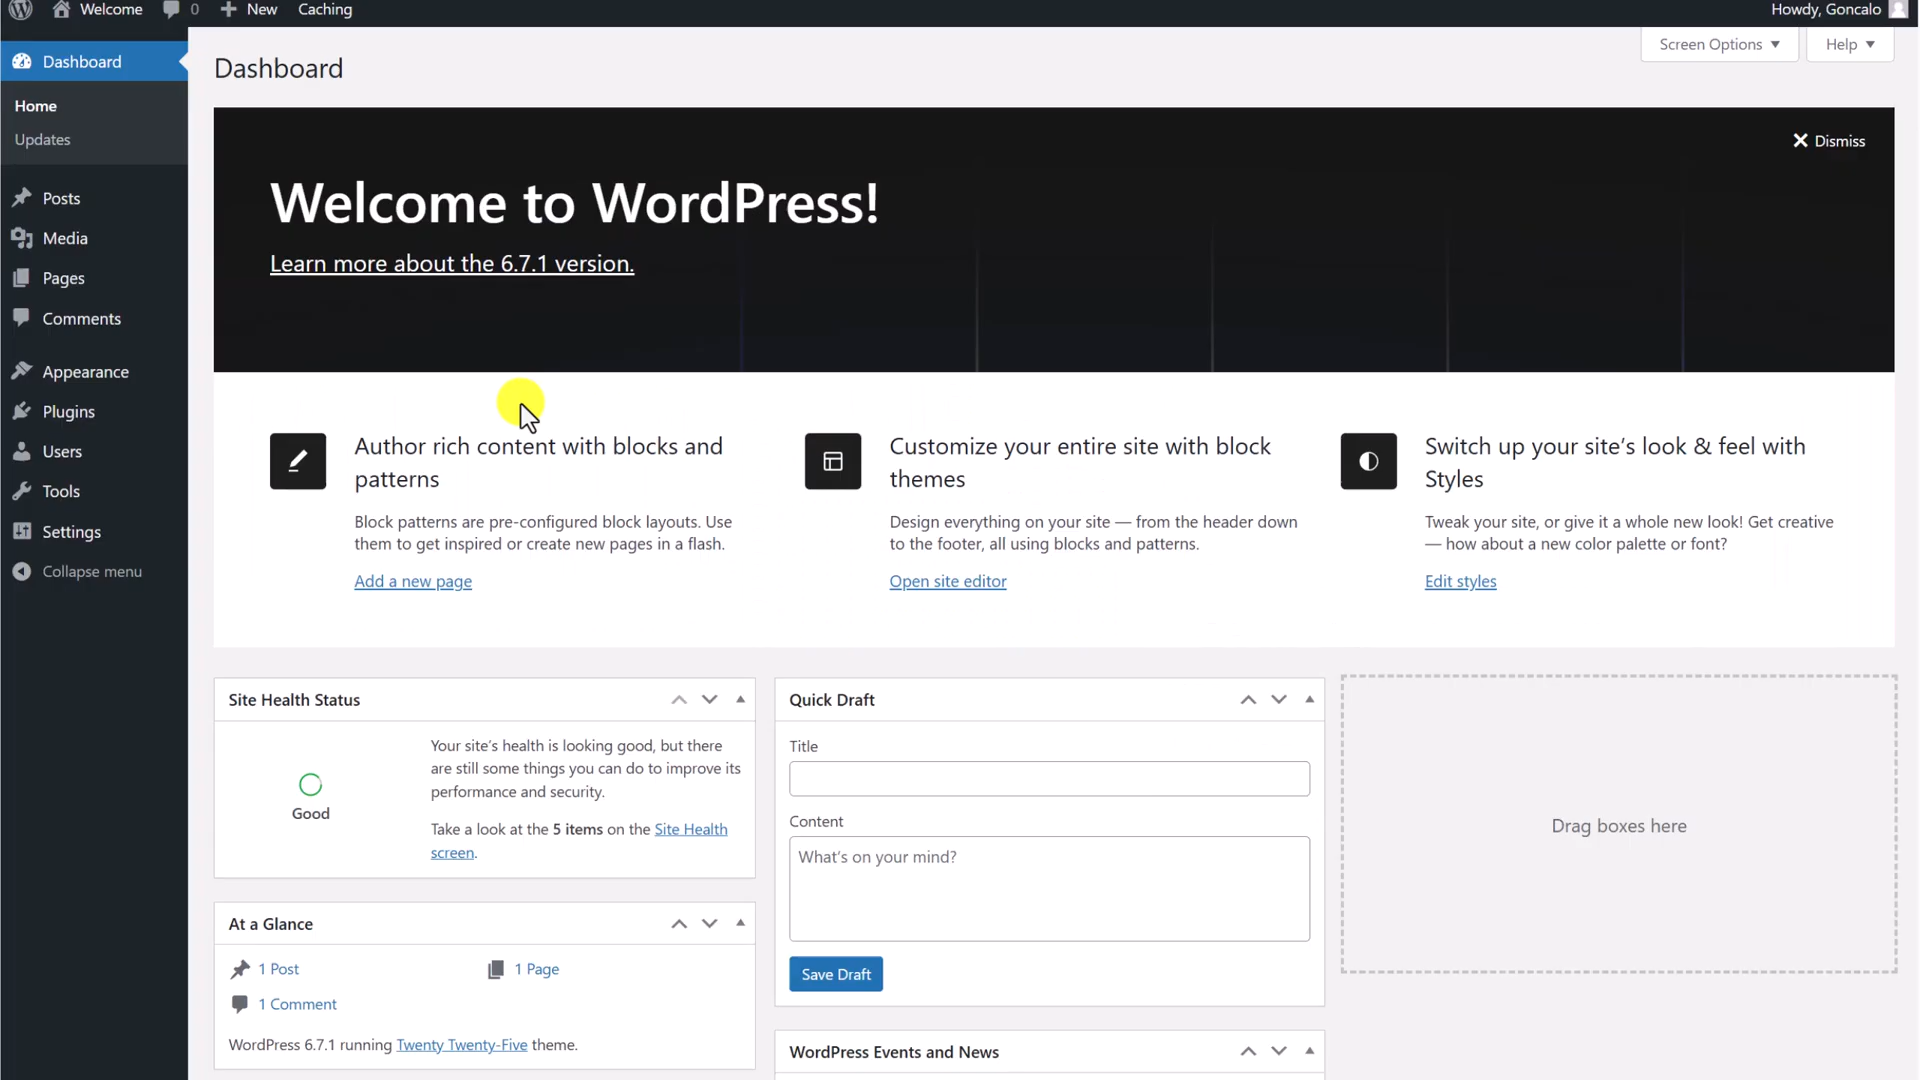 Welcome
0
New
Caching
Howdy, Goncalo
Dashboard
Home
Updates
Posts
Media
Pages
Comments
Appearance
Plugins
Users
Tools
Settings
Collapse menu
Screen Options
Help
Dashboard
Dismiss
Welcome to WordPress!
Learn more about the 6.7.1 version.
Author rich content with blocks and
patterns
Block patterns are pre-configured block layouts. Use
them to get inspired or create new pages in a flash.
Add a new page
Customize your entire site with block
themes
Design everything on your site — from the header down
to the footer, all using blocks and patterns.
Open site editor
Switch up your site’s look & feel with
Styles
Tweak your site, or give it a whole new look! Get creative
— how about a new color palette or font?
Edit styles
Site Health Status
Good
Your site’s health is looking good, but there
are still some things you can do to improve its
performance and security.
Take a look at the 5 items on the Site Health
screen.
At a Glance
1 Post
1 Page
1 Comment
WordPress 6.7.1 running Twenty Twenty-Five theme.
Quick Draft
Title
Content
What’s on your mind?
Save Draft
WordPress Events and News
Drag boxes here